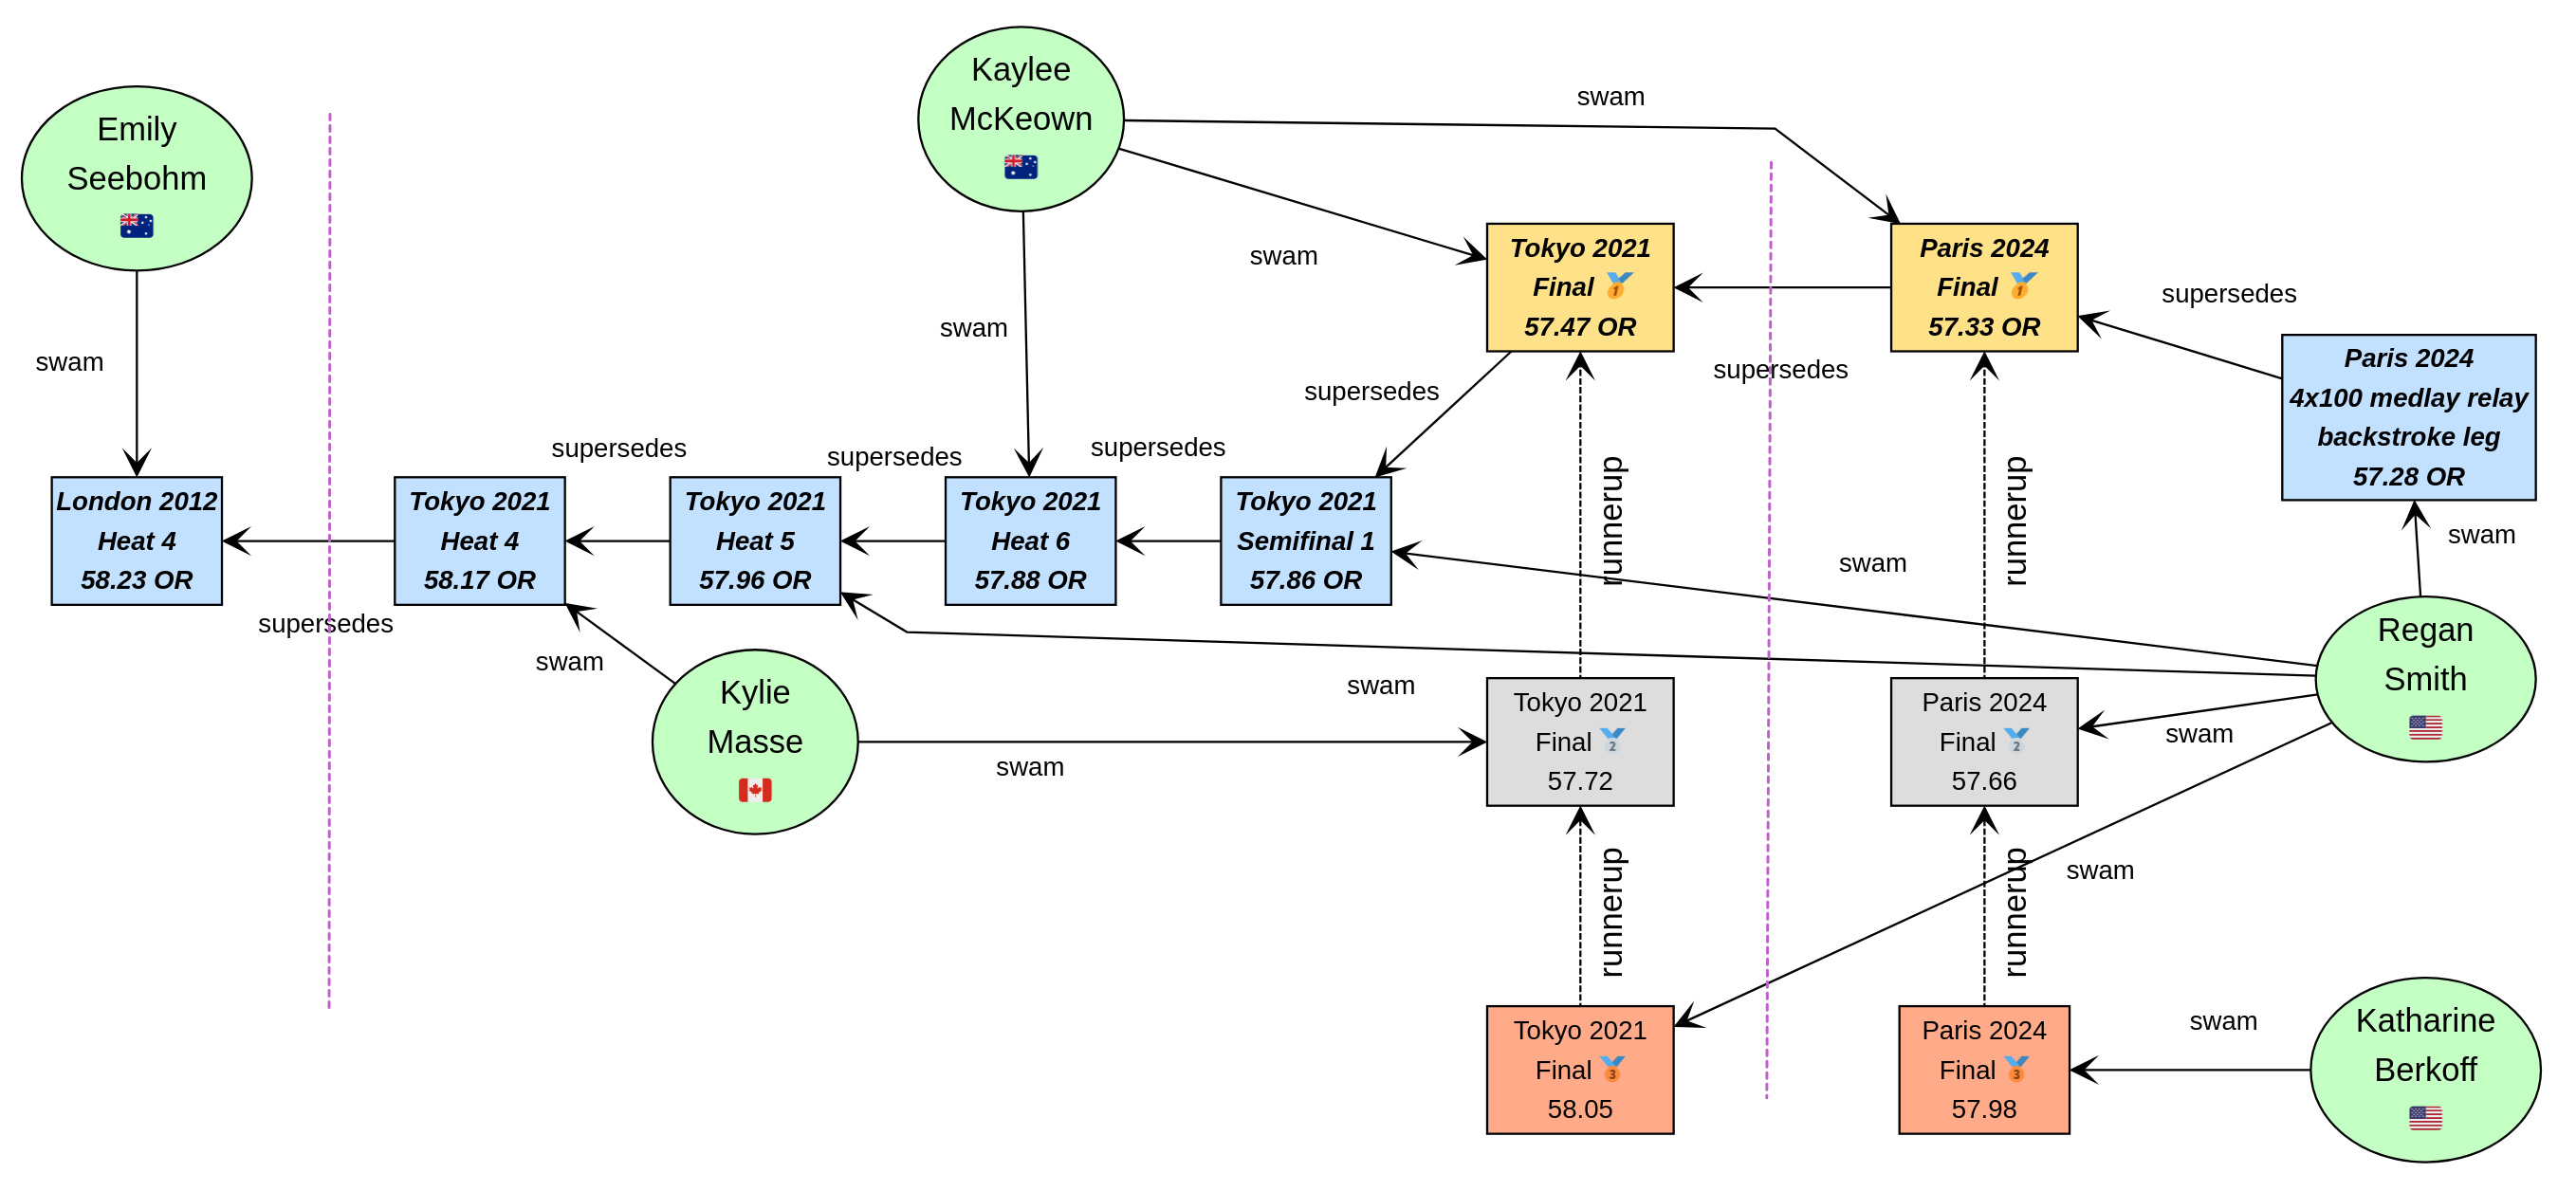 Kaylee
McKeown
swam
Emily
Seebohm
swam
swam
swam
Tokyo 2021
Final 🥇
57.47 OR
Paris 2024
Final 🥇
57.33 OR
supersedes
supersedes
supersedes
Paris 2024
4x100 medlay relay
backstroke leg
57.28 OR
supersedes
supersedes
supersedes
London 2012
Heat 4
58.23 OR
Tokyo 2021
Heat 4
58.17 OR
Tokyo 2021
Heat 5
57.96 OR
Tokyo 2021
Heat 6
57.88 OR
Tokyo 2021
Semifinal 1
57.86 OR
runnerup
runnerup
swam
swam
supersedes
swam
Kylie
Masse
swam
swam
Tokyo 2021
Final 🥈
57.72
Paris 2024
Final 🥈
57.66
swam
Regan
Smith
runnerup
runnerup
swam
Tokyo 2021
Final 🥉
58.05
Paris 2024
Final 🥉
57.98
swam
Katharine
Berkoff